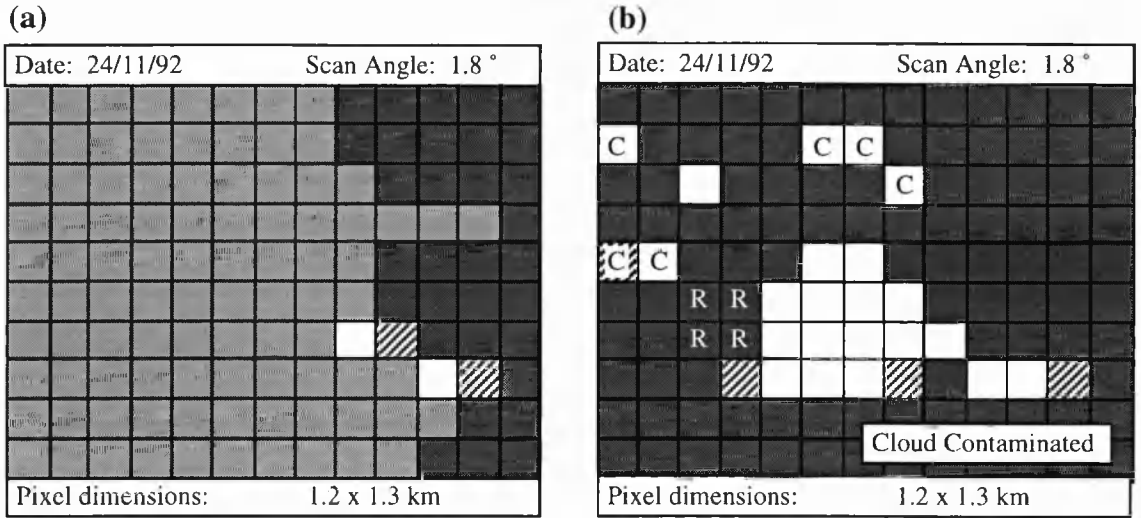 (a)
Date: 24/11/92 Scan Angle: 1.8 °
Pixel dimensions: 1.2 x 1.3 km
(b)
Date: 24/11/92 Scan Angle: 1.8 °
C C C
C
C C
R R
R R
Cloud Contaminated
Pixel dimensions: 1.2 x 1.3 km